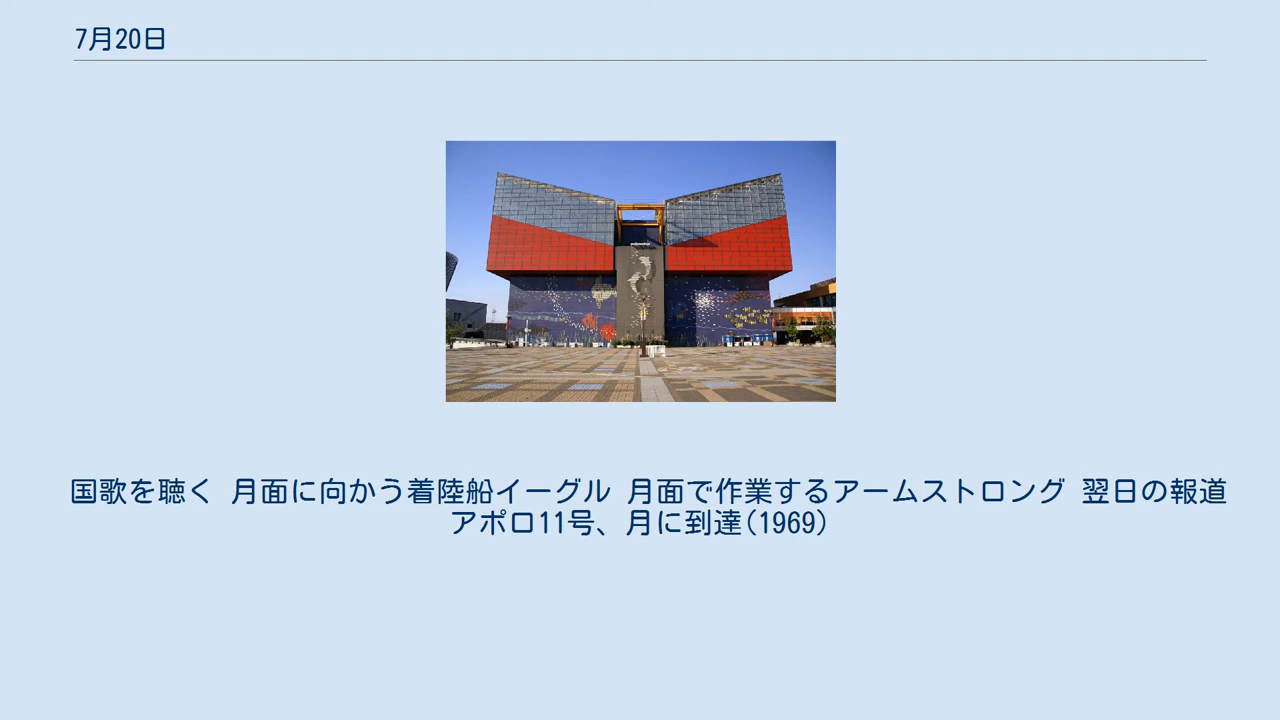 7月20日
国歌を聴く 月面に向かう着陸船イーグル 月面で作業するアームストロング 翌日の報道
アポロ11号、月に到達(1969)